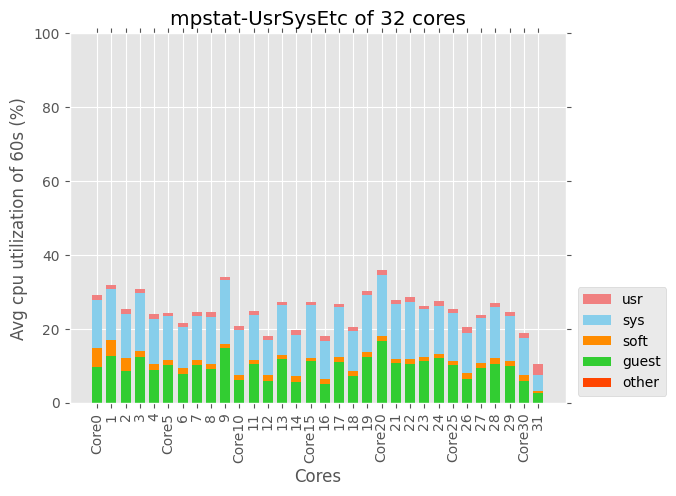 mpstat-UsrSysEtc of 32 cores
100
80
60
40
20
0
Avg cpu utilization of 60s (%)
Core0
1
2
3
4
Core5
6
7
8
9
Core10
11
12
13
14
Core15
16
17
18
19
Core20
21
22
23
24
Core25
26
27
28
29
Core30
31
Cores
usr
sys
soft
guest
other